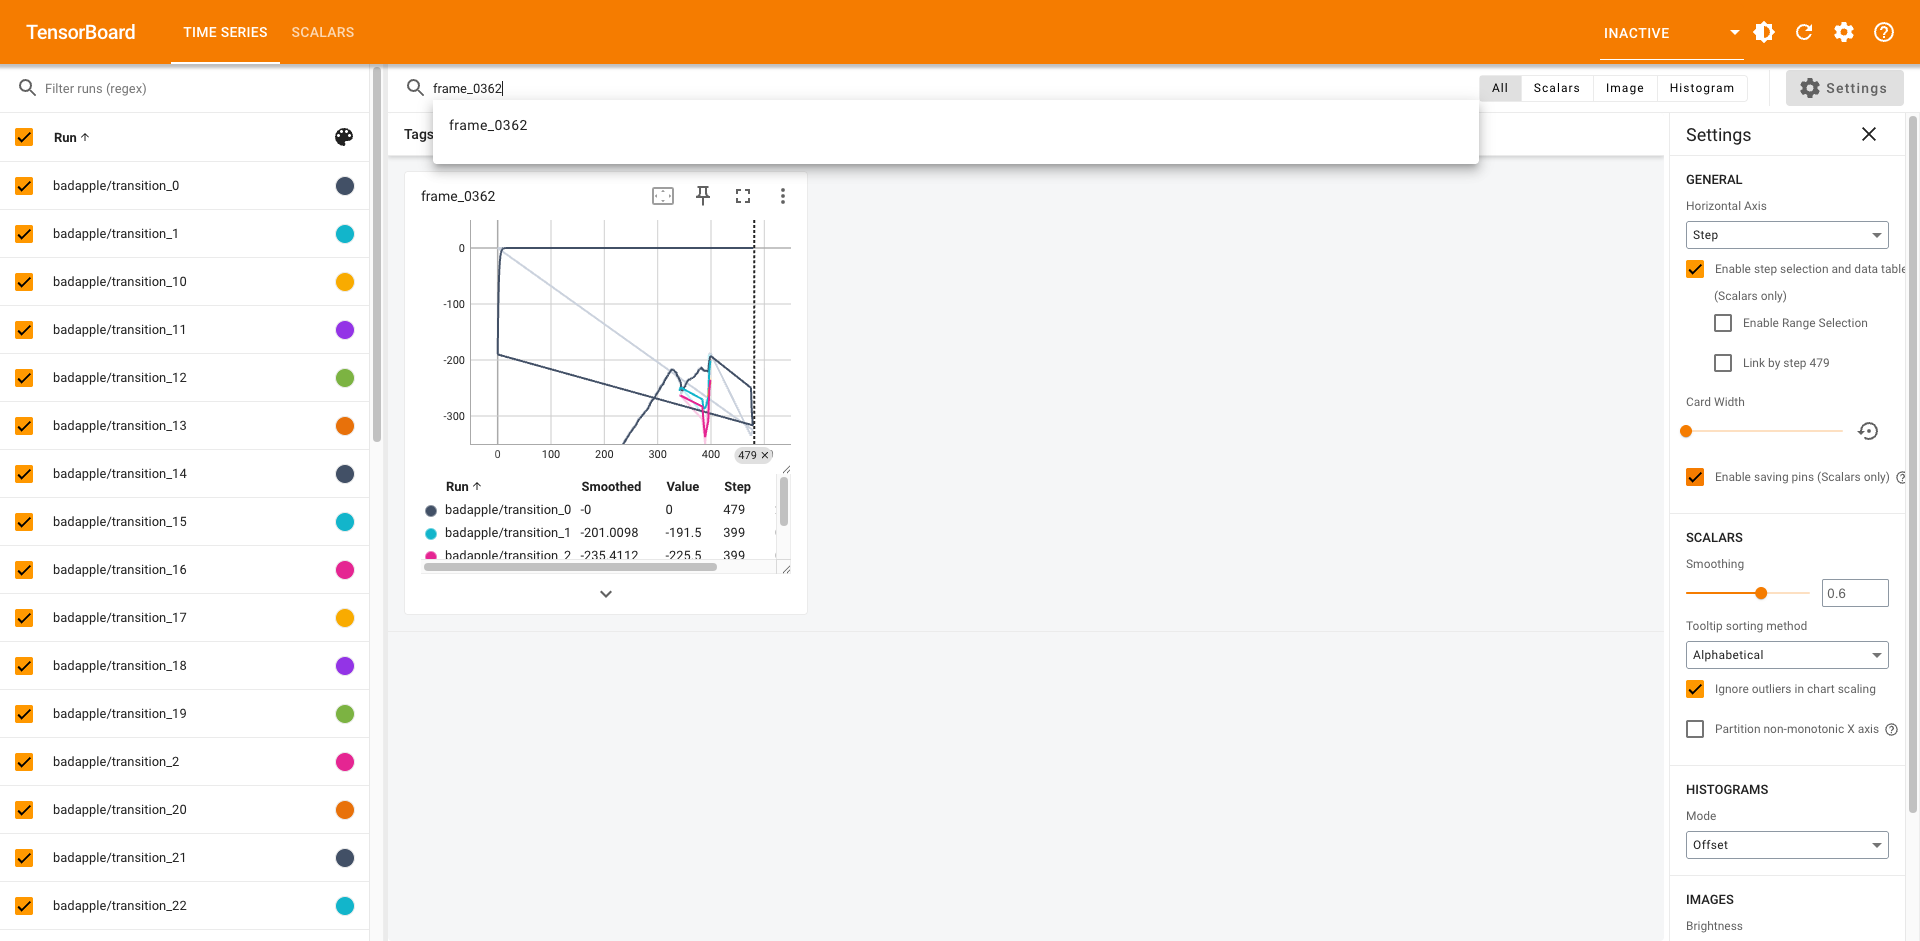 TensorBoard
TIME SERIES
SCALARS
INACTIVE
Filter runs (regex)
frame_0362
All
Scalars
Image
Histogram
Settings
frame_0362
Run
Tags
badapple/transition_0
badapple/transition_1
badapple/transition_10
badapple/transition_11
badapple/transition_12
badapple/transition_13
badapple/transition_14
badapple/transition_15
badapple/transition_16
badapple/transition_17
badapple/transition_18
badapple/transition_19
badapple/transition_2
badapple/transition_20
badapple/transition_21
badapple/transition_22
frame_0362
0
-100
-200
-300
0 100 200 300 400 479
Run Smoothed Value Step
badapple/transition_0 -0 0 479
badapple/transition_1 -201.0098 -191.5 399
badapple/transition_2 -235.4112 -225.5 399
Settings
GENERAL
Horizontal Axis
Step
Enable step selection and data table
(Scalars only)
Enable Range Selection
Link by step 479
Card Width
Enable saving pins (Scalars only)
SCALARS
Smoothing
0.6
Tooltip sorting method
Alphabetical
Ignore outliers in chart scaling
Partition non-monotonic X axis
HISTOGRAMS
Mode
Offset
IMAGES
Brightness